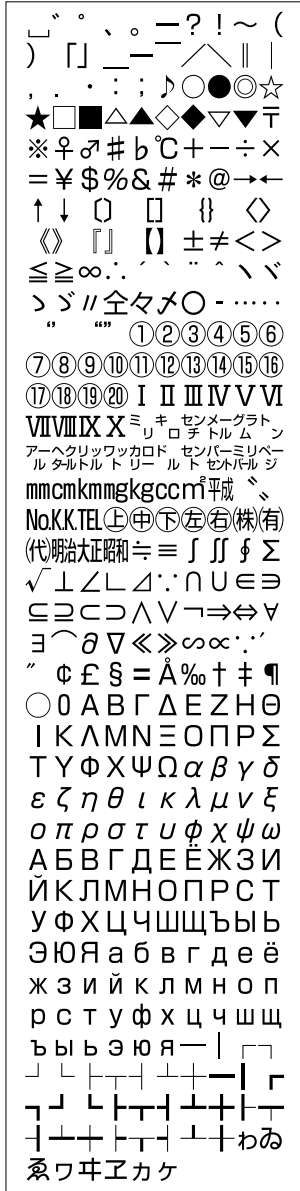 ␣゛゜、。―?!〜(
)「」＿—―／＼‖｜
，．・：；♪○●◎☆
★□■△▲◇◆▽▼〒
※♀♂♯♭℃＋－÷×
＝￥＄％＆＃＊＠→←
↑↓〔〕［］｛｝〈〉
《》『』【】±≠＜＞
≦≧∞∴´｀¨＾ヽヾ
ゝゞ〃仝々〆〇‐…‥
“”①②③④⑤⑥
⑦⑧⑨⑩⑪⑫⑬⑭⑮⑯
⑰⑱⑲⑳ⅠⅡⅢⅣⅤⅥ
ⅦⅧⅨⅩ㍉㌔㌢㍍㌘㌧
㌃㌶㍑㍗㌍㌦㌣㌫㍊㌻
mmcmkmmgkgcc㎡㍻〝〟
№㏍℡㊤㊥㊦㊧㊨㈱㈲
㈹㍾㍽㍼≒≡∫∬∮Σ
√⊥∠∟⊿∵∩∪∈∋
⊆⊇⊂⊃∧∨￢⇒⇔∀
∃⌒∂∇≪≫∽∝∵′
″￠￡§＝Å‰†‡¶
◯0ΑΒΓΔΕΖΗΘ
ΙΚΛΜΝΞΟΠΡΣ
ΤΥΦΧΨΩαβγδ
εζηθικλμνξ
οπρστυφχψω
АБВГДЕЁЖЗИ
ЙКЛМНОПРСТ
УФХЦЧШЩЪЫЬ
ЭЮЯабвгдеё
жзийклмноп
рстуфхцчшщ
ъыьэюя─│┌┐
┘└├┬┤┴┼━┃┏
┓┛┗┣┳┫┻╋┠┯
┨┷┿┝┰┥┸╂ゎゐ
ゑヮヰヱヵヶ